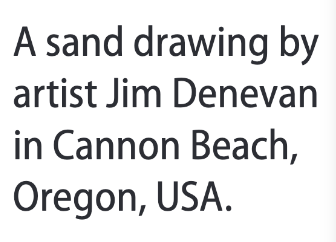 A sand drawing by
artist Jim Denevan
in Cannon Beach,
Oregon, USA.